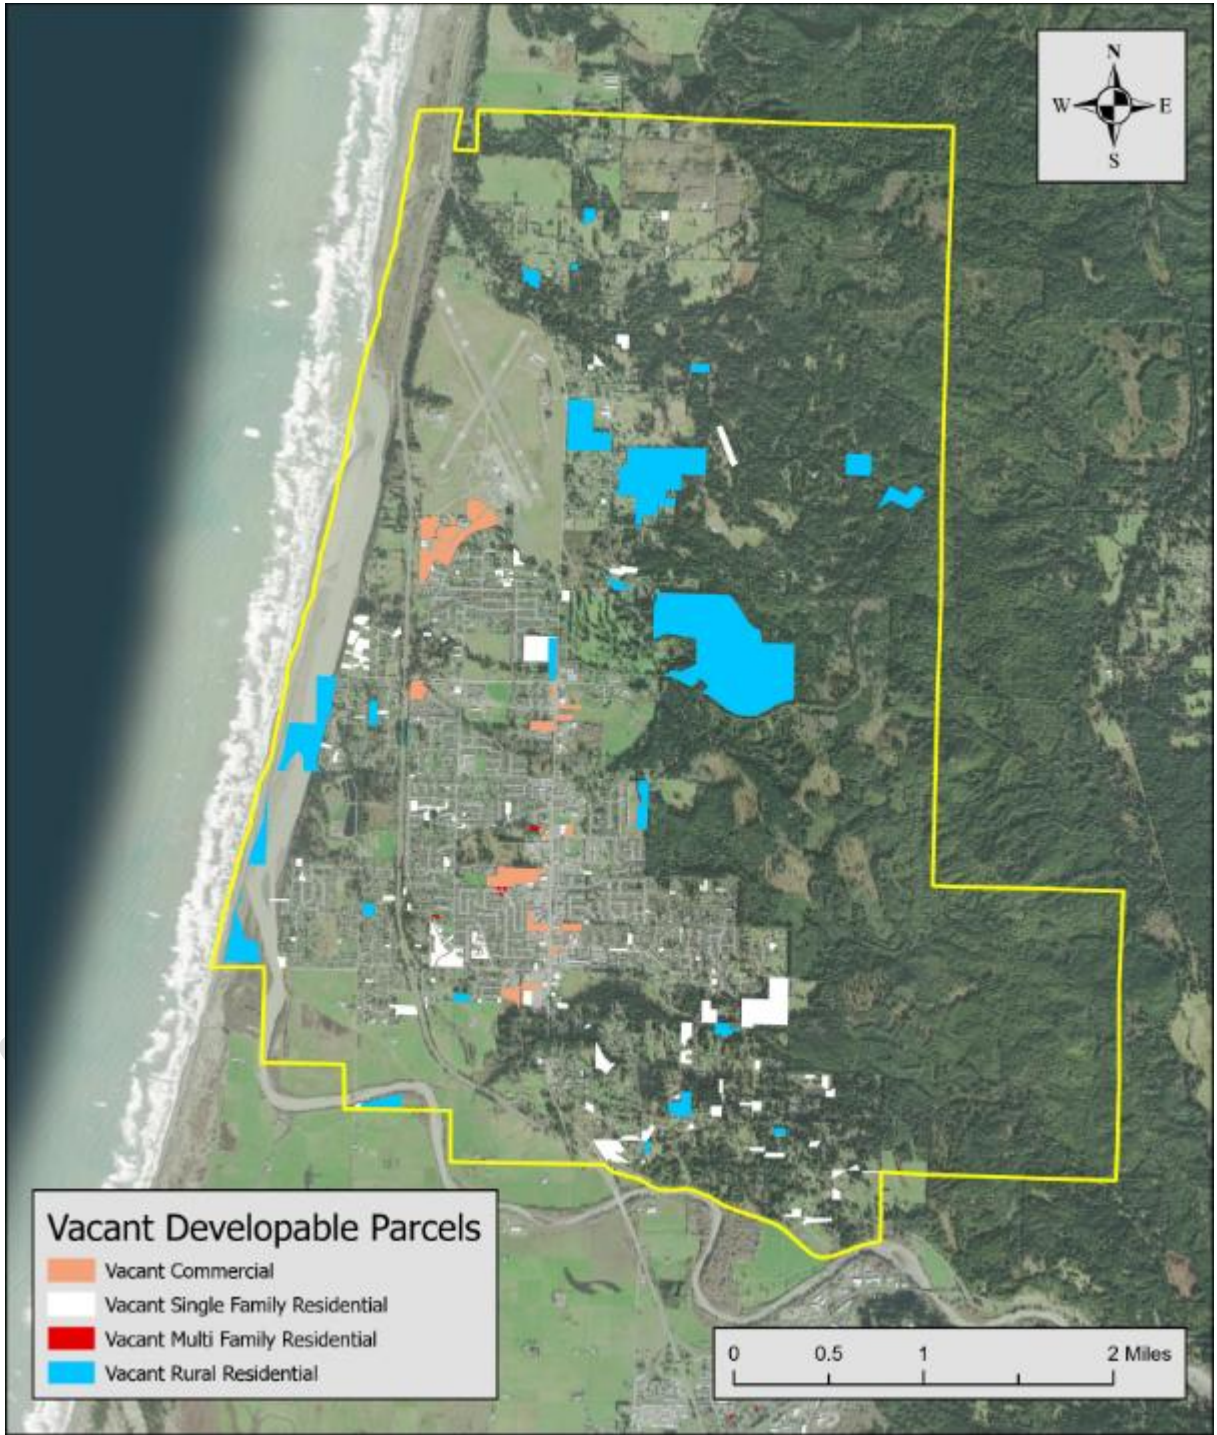 N
W E
S
Vacant Developable Parcels
Vacant Commercial
Vacant Single Family Residential
Vacant Multi Family Residential
Vacant Rural Residential
0 0.5 1 2 Miles